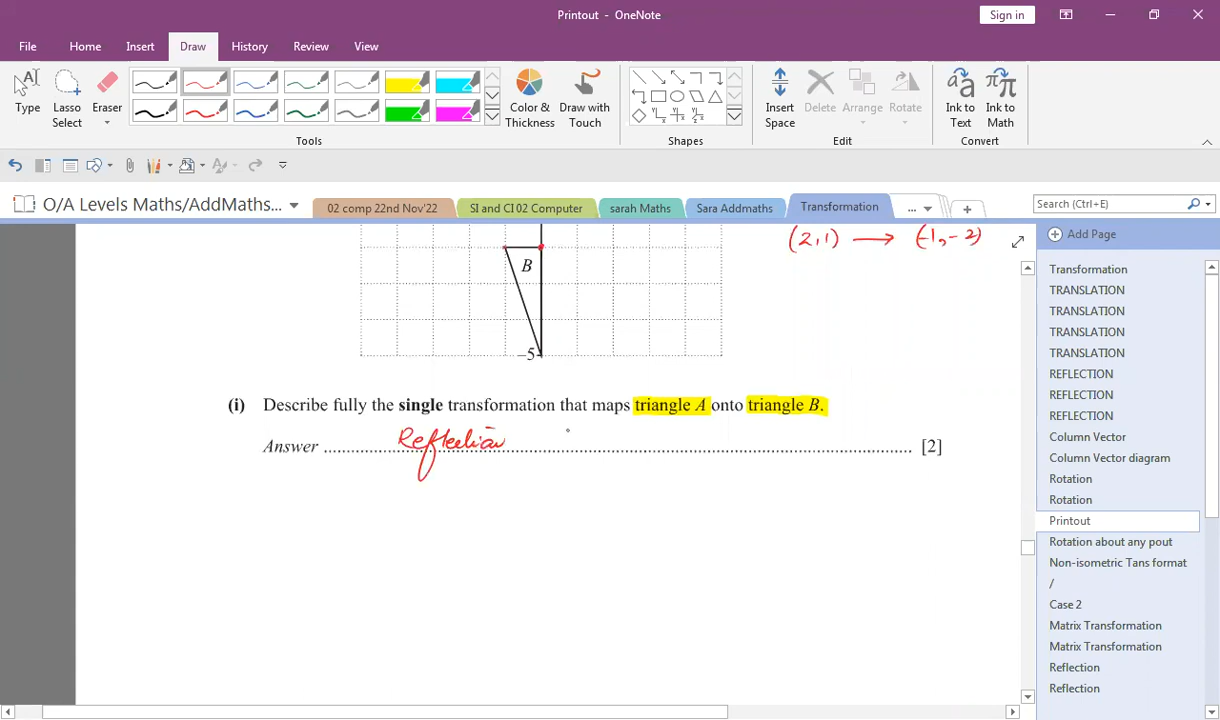 Printout - OneNote
Sign in
File Home Insert Draw History Review View
Type
Lasso Select
Eraser
Color & Thickness
Draw with Touch
Insert Space
Delete
Arrange
Rotate
Ink to Text
Ink to Math
Tools
Shapes
Edit
Convert
O/A Levels Maths/AddMaths...
02 comp 22nd Nov'22
SI and CI 02 Computer
sarah Maths
Sara Addmaths
Transformation
...
Search (Ctrl+E)
Add Page
(2,1) → (-1,-2)
B
-5
(i) Describe fully the single transformation that maps triangle A onto triangle B.
Answer Reflection [2]
Transformation
TRANSLATION
TRANSLATION
TRANSLATION
TRANSLATION
REFLECTION
REFLECTION
REFLECTION
Column Vector
Column Vector diagram
Rotation
Rotation
Printout
Rotation about any pout
Non-isometric Tans format
/
Case 2
Matrix Transformation
Matrix Transformation
Reflection
Reflection